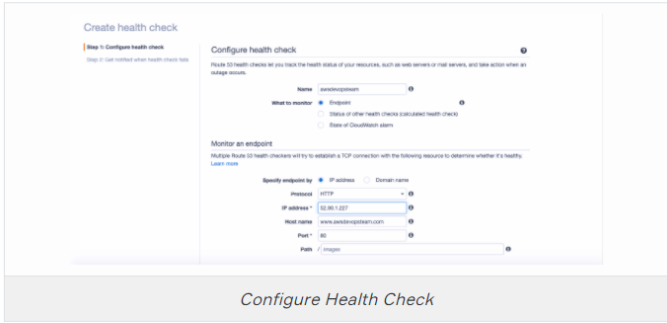 Create health check
Step 1: Configure health check
Step 2: Get notified when health check fails
Configure health check
Route 53 health checks let you track the health status of your resources, such as web servers or mail servers, and take action when an
outage occurs.
Name awsdevopsteam
What to monitor Endpoint
Status of other health checks (calculated health check)
State of CloudWatch alarm
Monitor an endpoint
Multiple Route 53 health checkers will try to establish a TCP connection with the following resource to determine whether it's healthy.
Learn more
Specify endpoint by IP address Domain name
Protocol HTTP
IP address *
Host name www.awsdevopsteam.com
Port * 80
Path / images
Configure Health Check